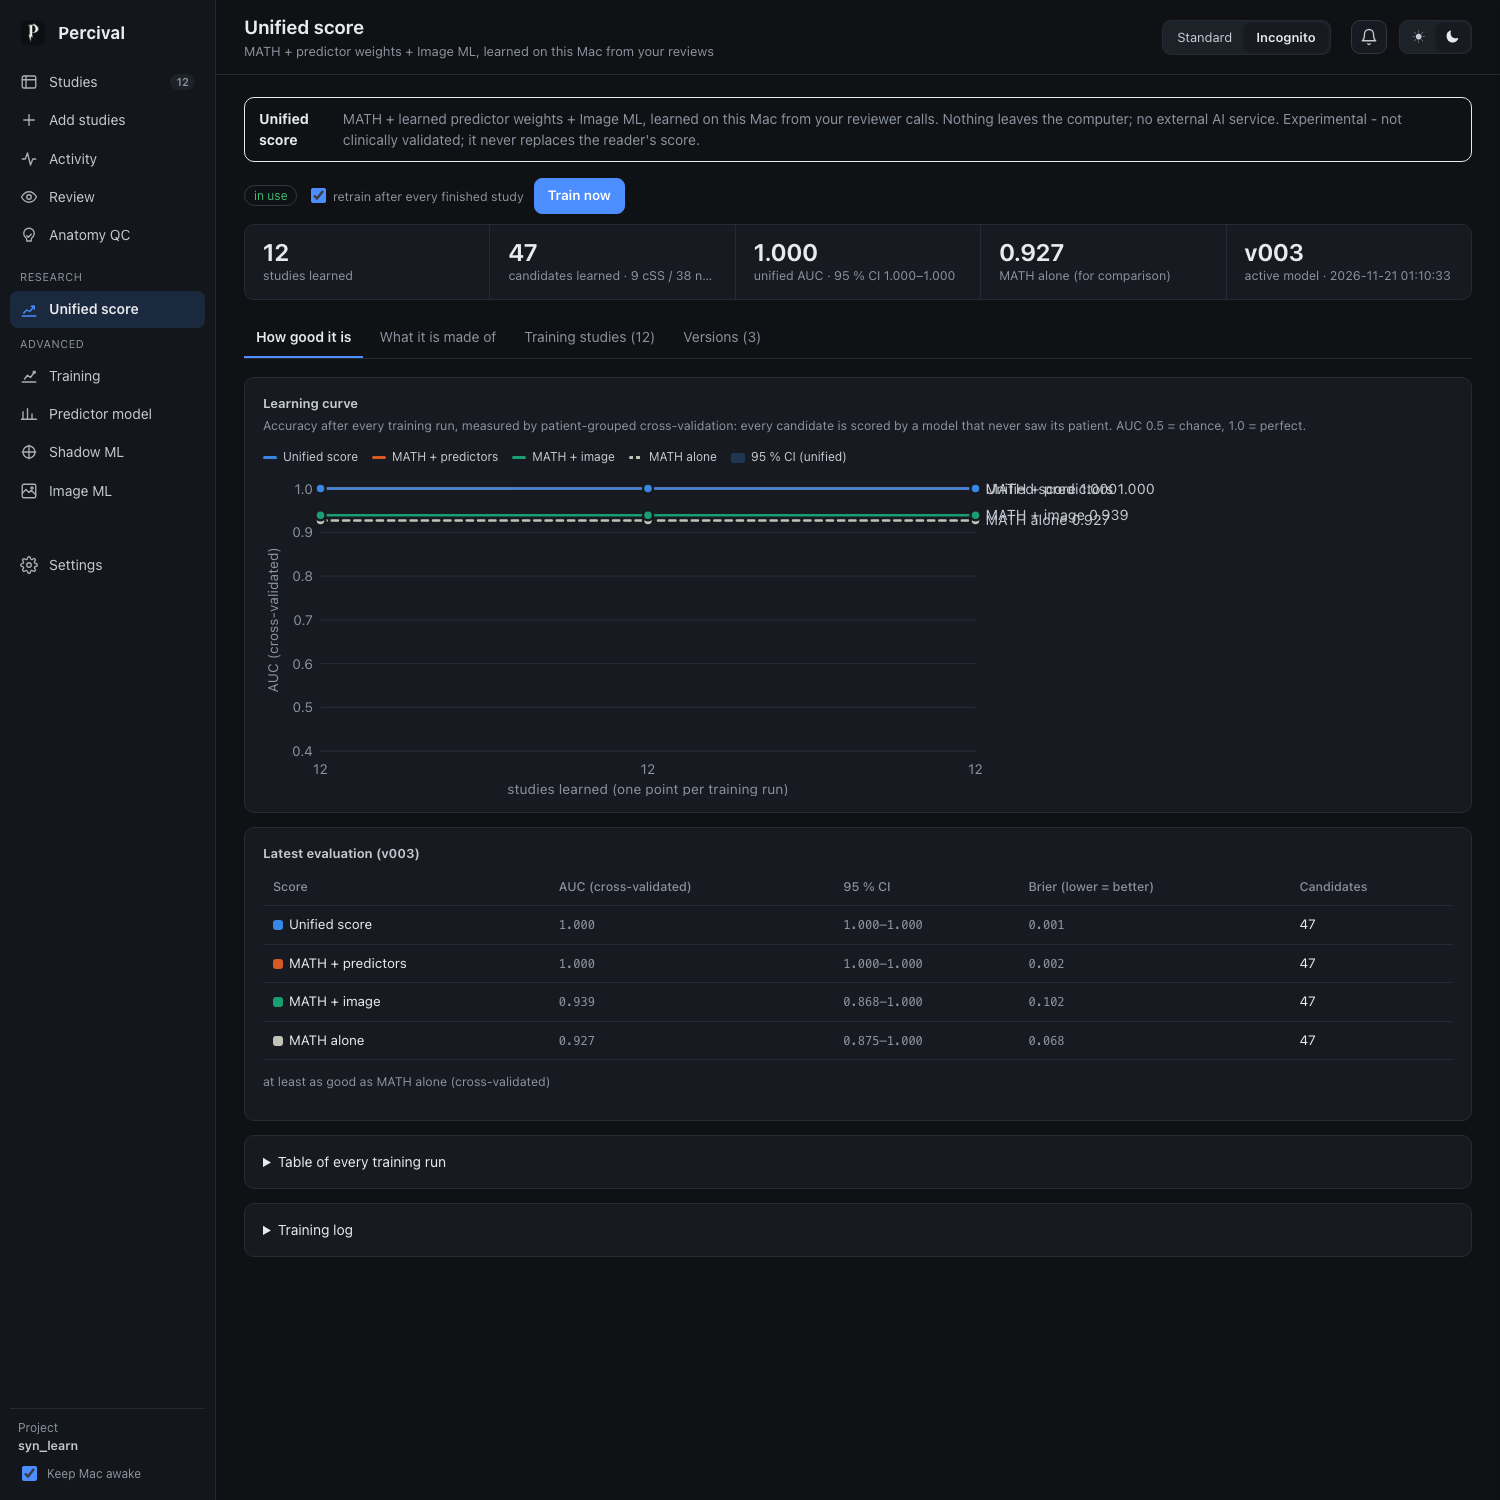 Percival
Studies 12
Add studies
Activity
Review
Anatomy QC
RESEARCH
Unified score
ADVANCED
Training
Predictor model
Shadow ML
Image ML
Settings
Project
syn_learn
Keep Mac awake
Unified score
MATH + predictor weights + Image ML, learned on this Mac from your reviews
Standard Incognito
Unified score
MATH + learned predictor weights + Image ML, learned on this Mac from your reviewer calls. Nothing leaves the computer; no external AI service. Experimental - not
clinically validated; it never replaces the reader's score.
in use retrain after every finished study Train now
12
studies learned
47
candidates learned · 9 cSS / 38 n...
1.000
unified AUC · 95 % CI 1.000–1.000
0.927
MATH alone (for comparison)
v003
active model · 2026-11-21 01:10:33
How good it is What it is made of Training studies (12) Versions (3)
Learning curve
Accuracy after every training run, measured by patient-grouped cross-validation: every candidate is scored by a model that never saw its patient. AUC 0.5 = chance, 1.0 = perfect.
Unified score MATH + predictors MATH + image MATH alone 95 % CI (unified)
AUC (cross-validated)
1.0
0.9
0.8
0.7
0.6
0.5
0.4
Unified score 1.000
MATH + predictors 1.000
MATH + image 0.939
MATH alone 0.927
12 12 12
studies learned (one point per training run)
Latest evaluation (v003)
Score AUC (cross-validated) 95 % CI Brier (lower = better) Candidates
Unified score 1.000 1.000–1.000 0.001 47
MATH + predictors 1.000 1.000–1.000 0.002 47
MATH + image 0.939 0.868–1.000 0.102 47
MATH alone 0.927 0.875–1.000 0.068 47
at least as good as MATH alone (cross-validated)
Table of every training run
Training log